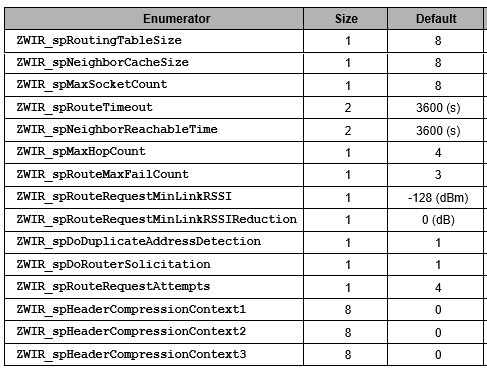 Enumerator Size Default
ZWIR_spRoutingTableSize 1 8
ZWIR_spNeighborCacheSize 1 8
ZWIR_spMaxSocketCount 1 8
ZWIR_spRouteTimeout 2 3600 (s)
ZWIR_spNeighborReachableTime 2 3600 (s)
ZWIR_spMaxHopCount 1 4
ZWIR_spRouteMaxFailCount 1 3
ZWIR_spRouteRequestMinLinkRSSI 1 -128 (dBm)
ZWIR_spRouteRequestMinLinkRSSIReduction 1 0 (dB)
ZWIR_spDoDuplicateAddressDetection 1 1
ZWIR_spDoRouterSolicitation 1 1
ZWIR_spRouteRequestAttempts 1 4
ZWIR_spHeaderCompressionContext1 8 0
ZWIR_spHeaderCompressionContext2 8 0
ZWIR_spHeaderCompressionContext3 8 0